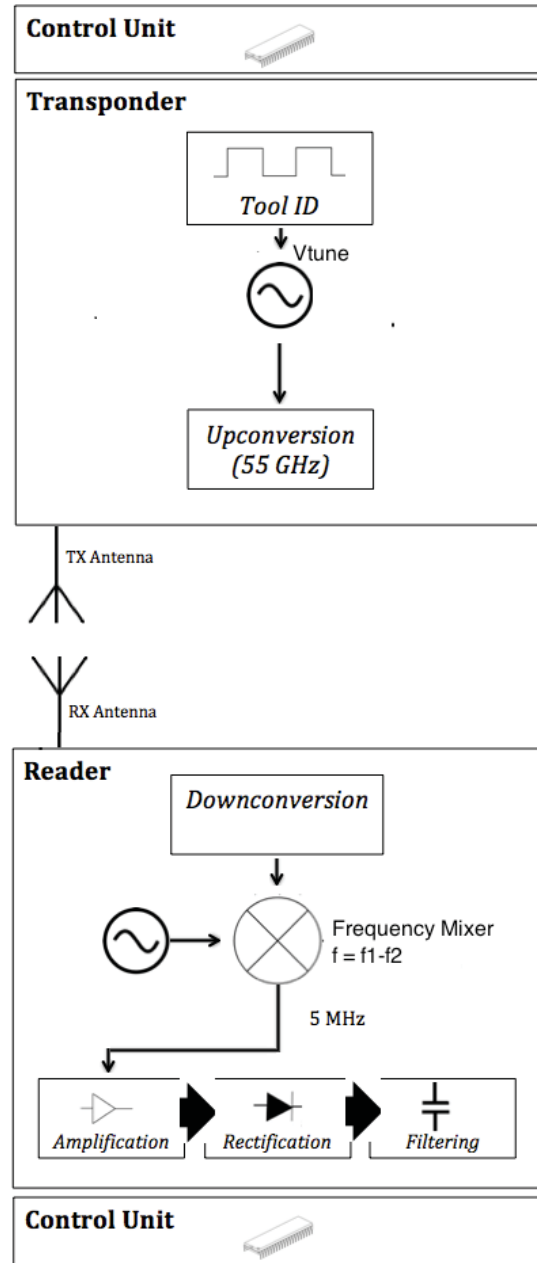 Control Unit
Transponder
Tool ID
Vtune
Upconversion
(55 GHz)
TX Antenna
RX Antenna
Reader
Downconversion
Frequency Mixer
f = f1-f2
5 MHz
Amplification
Rectification
Filtering
Control Unit